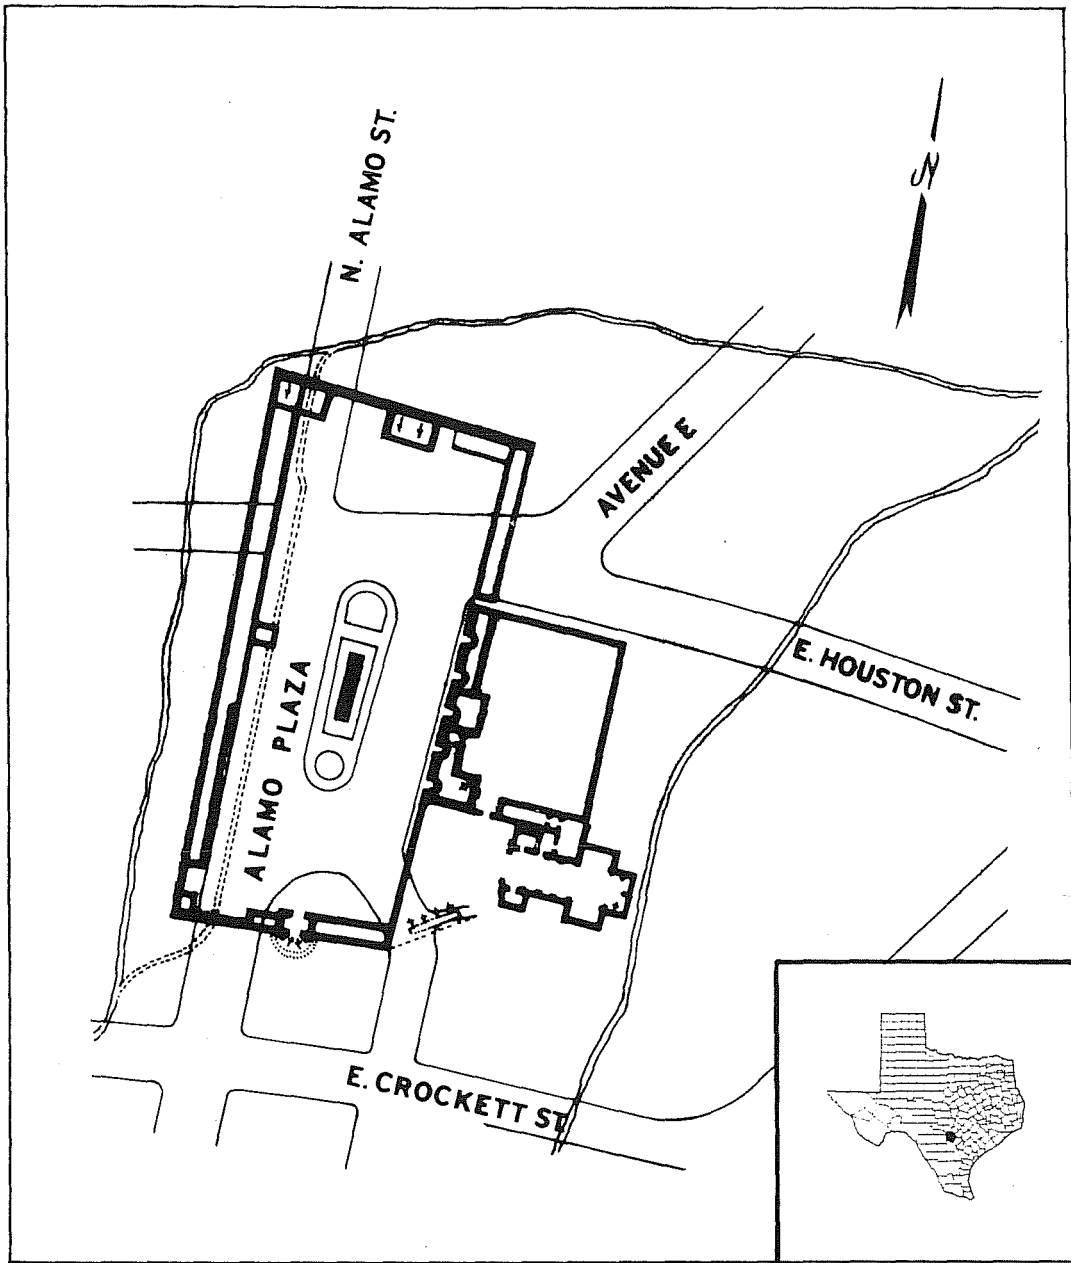 N. ALAMO ST.
N
AVENUE E
E. HOUSTON ST.
ALAMO PLAZA
E. CROCKETT ST